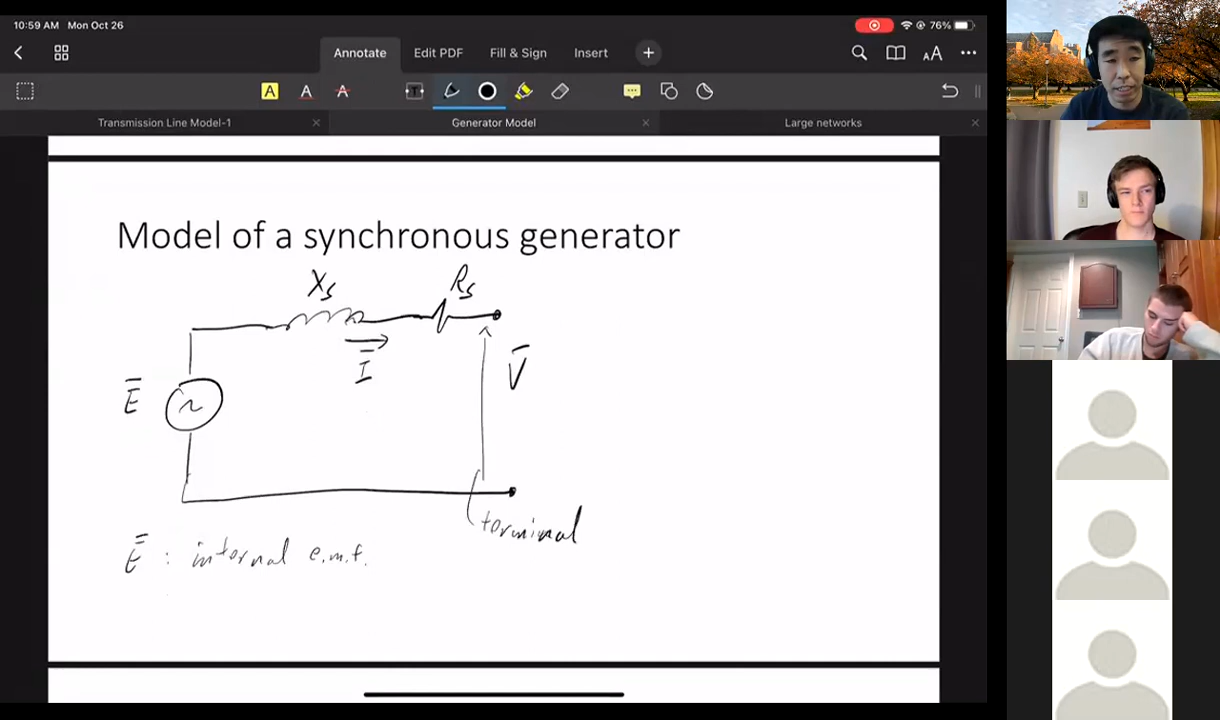 10:59 AM Mon Oct 26
76%
Annotate Edit PDF Fill & Sign Insert
AA
A A A T
Transmission Line Model-1 Generator Model Large networks
Model of a synchronous generator
Xs Rs
I̅
E̅
V̅
terminal
E̅ : internal e.m.f.